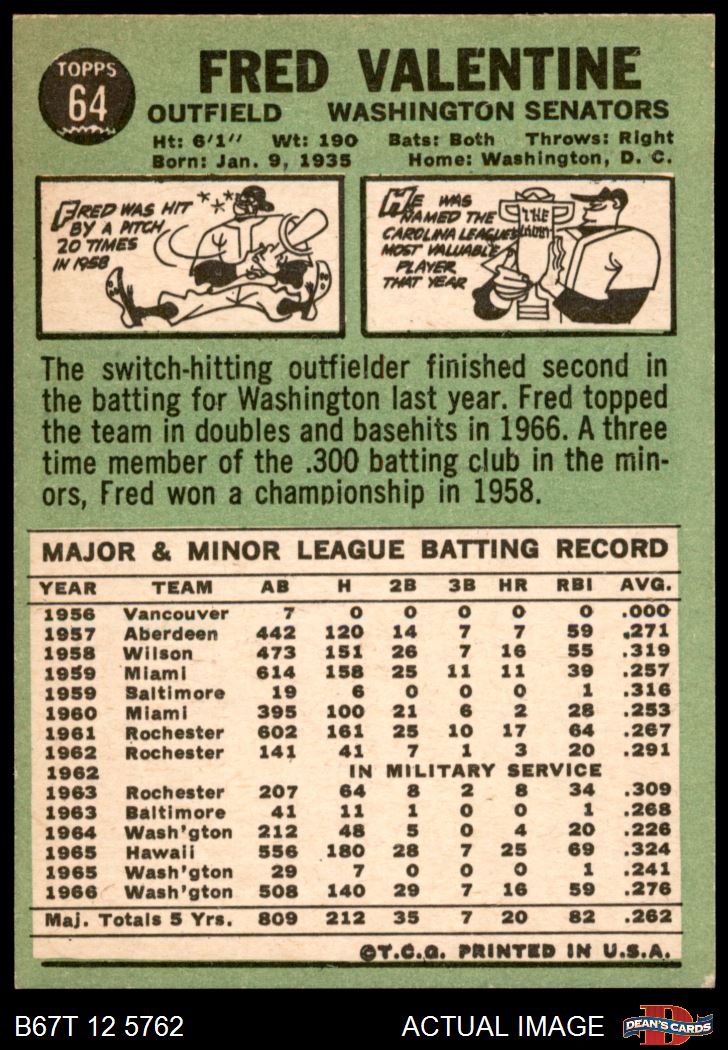 TOPPS
64
FRED VALENTINE
OUTFIELD WASHINGTON SENATORS
Ht: 6'1" Wt: 190 Bats: Both Throws: Right
Born: Jan. 9, 1935 Home: Washington, D. C.
FRED WAS HIT
BY A PITCH
20 TIMES
IN 1958
HE WAS
NAMED THE
CAROLINA LEAGUE
MOST VALUABLE
PLAYER
THAT YEAR
THE
The switch-hitting outfielder finished second in
the batting for Washington last year. Fred topped
the team in doubles and basehits in 1966. A three
time member of the .300 batting club in the min-
ors, Fred won a championship in 1958.
MAJOR & MINOR LEAGUE BATTING RECORD
YEAR TEAM AB H 2B 3B HR RBI AVG.
1956 Vancouver 7 0 0 0 0 0 .000
1957 Aberdeen 442 120 14 7 7 59 .271
1958 Wilson 473 151 26 7 16 55 .319
1959 Miami 614 158 25 11 11 39 .257
1959 Baltimore 19 6 0 0 0 1 .316
1960 Miami 395 100 21 6 2 28 .253
1961 Rochester 602 161 25 10 17 64 .267
1962 Rochester 141 41 7 1 3 20 .291
1962 IN MILITARY SERVICE
1963 Rochester 207 64 8 2 8 34 .309
1963 Baltimore 41 11 1 0 0 1 .268
1964 Wash'gton 212 48 5 0 4 20 .226
1965 Hawaii 556 180 28 7 25 69 .324
1965 Wash'gton 29 7 0 0 0 1 .241
1966 Wash'gton 508 140 29 7 16 59 .276
Maj. Totals 5 Yrs. 809 212 35 7 20 82 .262
©T.C.G. PRINTED IN U.S.A.
B67T 12 5762 ACTUAL IMAGE
D
DEAN'S CARDS